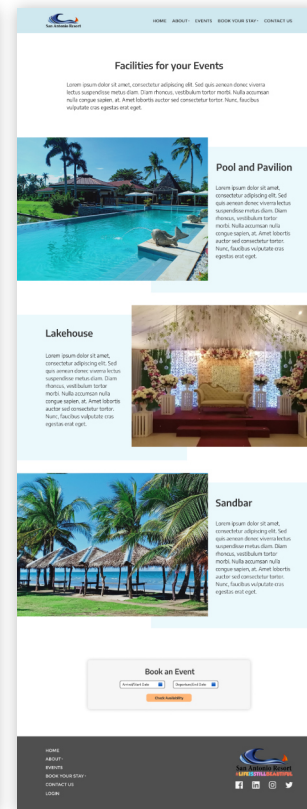 San Antonio Resort
HOME ABOUT EVENTS BOOK YOUR STAY CONTACT US
Facilities for your Events
Lorem ipsum dolor sit amet, consectetur adipiscing elit. Sed quis aenean donec viverra
lectus suspendisse metus diam. Diam rhoncus, vestibulum tortor morbi. Nulla accumsan
nulla congue sapien, at. Amet lobortis auctor sed consectetur tortor. Nunc, faucibus
vulputate cras egestas erat eget.
Pool and Pavilion
Lorem ipsum dolor sit amet,
consectetur adipiscing elit. Sed
quis aenean donec viverra lectus
suspendisse metus diam. Diam
rhoncus, vestibulum tortor
morbi. Nulla accumsan nulla
congue sapien, at. Amet lobortis
auctor sed consectetur tortor.
Nunc, faucibus vulputate cras
egestas erat eget.
Lakehouse
Lorem ipsum dolor sit amet,
consectetur adipiscing elit. Sed
quis aenean donec viverra lectus
suspendisse metus diam. Diam
rhoncus, vestibulum tortor
morbi. Nulla accumsan nulla
congue sapien, at. Amet lobortis
auctor sed consectetur tortor.
Nunc, faucibus vulputate cras
egestas erat eget.
Sandbar
Lorem ipsum dolor sit amet,
consectetur adipiscing elit. Sed
quis aenean donec viverra lectus
suspendisse metus diam. Diam
rhoncus, vestibulum tortor
morbi. Nulla accumsan nulla
congue sapien, at. Amet lobortis
auctor sed consectetur tortor.
Nunc, faucibus vulputate cras
egestas erat eget.
Book an Event
Arrival/Start Date Departure/End Date
Check Availability
HOME
ABOUT
EVENTS
BOOK YOUR STAY
CONTACT US
LOGIN
San Antonio Resort
#LIFEISSTILLBEAUTIFUL